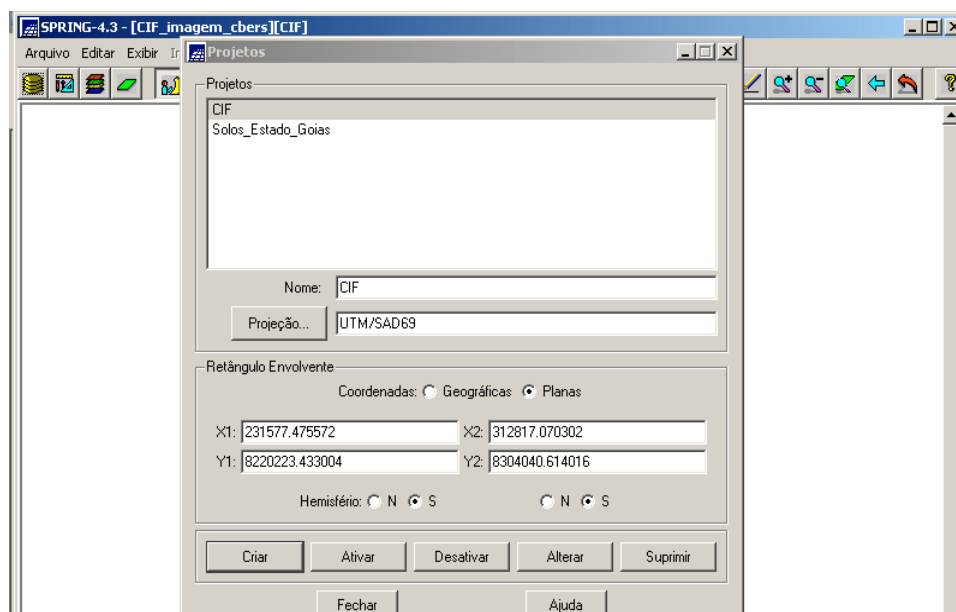 SPRING-4.3 - [CIF_imagem_cbers][CIF]
Arquivo Editar Exibir
Projetos
Projetos
CIF
Solos_Estado_Goias
Nome: CIF
Projeção... UTM/SAD69
Retângulo Envolvente
Coordenadas: Geográficas Planas
X1: 231577.475572 X2: 312817.070302
Y1: 8220223.433004 Y2: 8304040.614016
Hemisfério: N S N S
Criar Ativar Desativar Alterar Suprimir
Fechar Ajuda